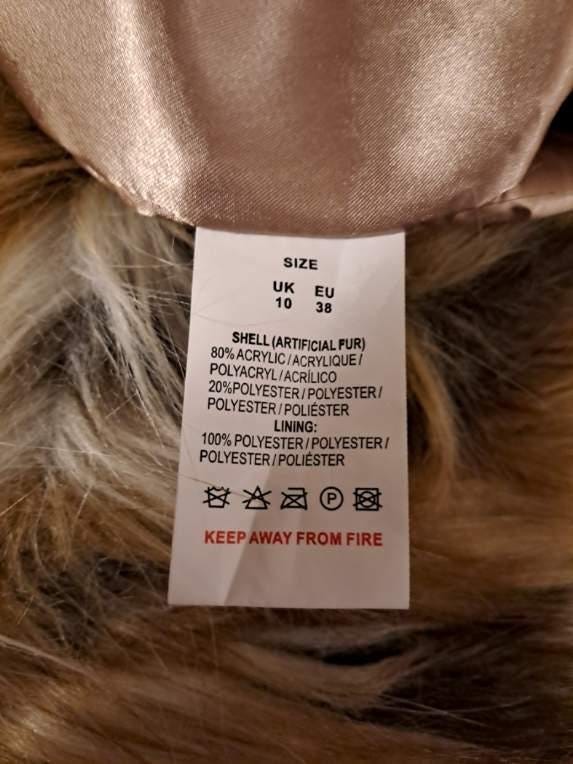 SIZE
UK EU
10 38
SHELL (ARTIFICIAL FUR)
80% ACRYLIC / ACRYLIQUE /
POLYACRYL / ACRÍLICO
20%POLYESTER / POLYESTER /
POLYESTER / POLIÉSTER
LINING:
100% POLYESTER / POLYESTER /
POLYESTER / POLIÉSTER
P
KEEP AWAY FROM FIRE